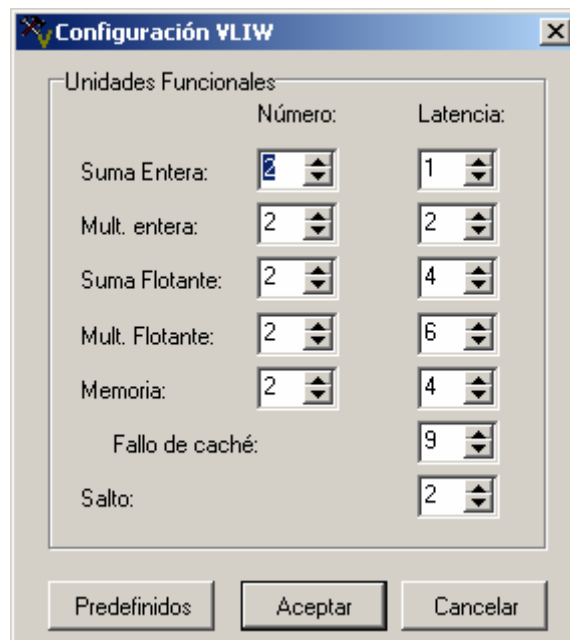 Configuración VLIW
Unidades Funcionales
Número: Latencia:
Suma Entera: 2 1
Mult. entera: 2 2
Suma Flotante: 2 4
Mult. Flotante: 2 6
Memoria: 2 4
Fallo de caché: 9
Salto: 2
Predefinidos Aceptar Cancelar